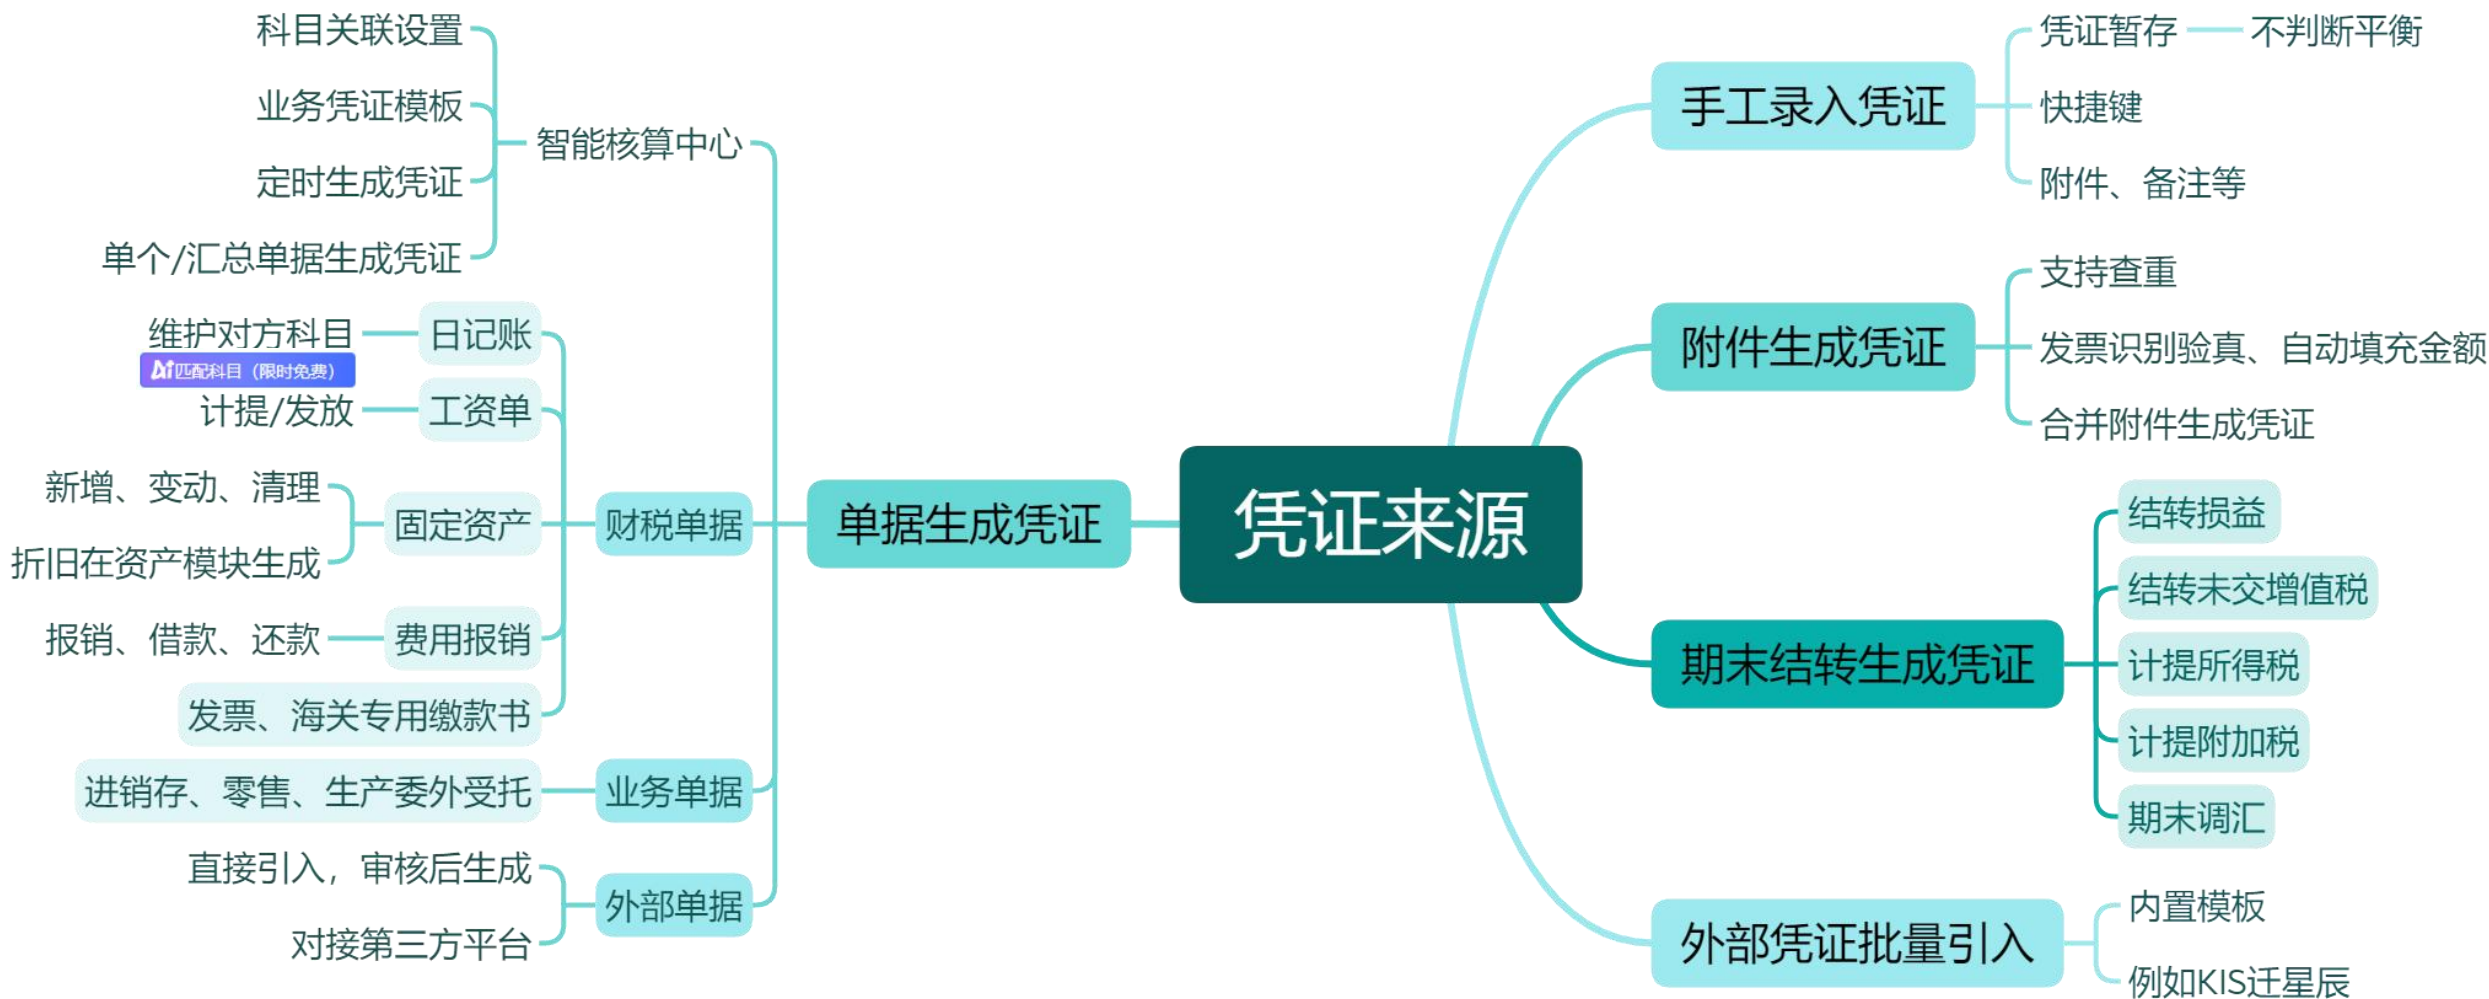 凭证来源
手工录入凭证
凭证暂存
不判断平衡
快捷键
附件、备注等
附件生成凭证
支持查重
发票识别验真、自动填充金额
合并附件生成凭证
期末结转生成凭证
结转损益
结转未交增值税
计提所得税
计提附加税
期末调汇
外部凭证批量引入
内置模板
例如KIS迁星辰
单据生成凭证
智能核算中心
科目关联设置
业务凭证模板
定时生成凭证
单个/汇总单据生成凭证
财税单据
日记账
维护对方科目
Ai匹配科目（限时免费）
工资单
计提/发放
固定资产
新增、变动、清理
折旧在资产模块生成
费用报销
报销、借款、还款
发票、海关专用缴款书
业务单据
进销存、零售、生产委外受托
外部单据
直接引入，审核后生成
对接第三方平台